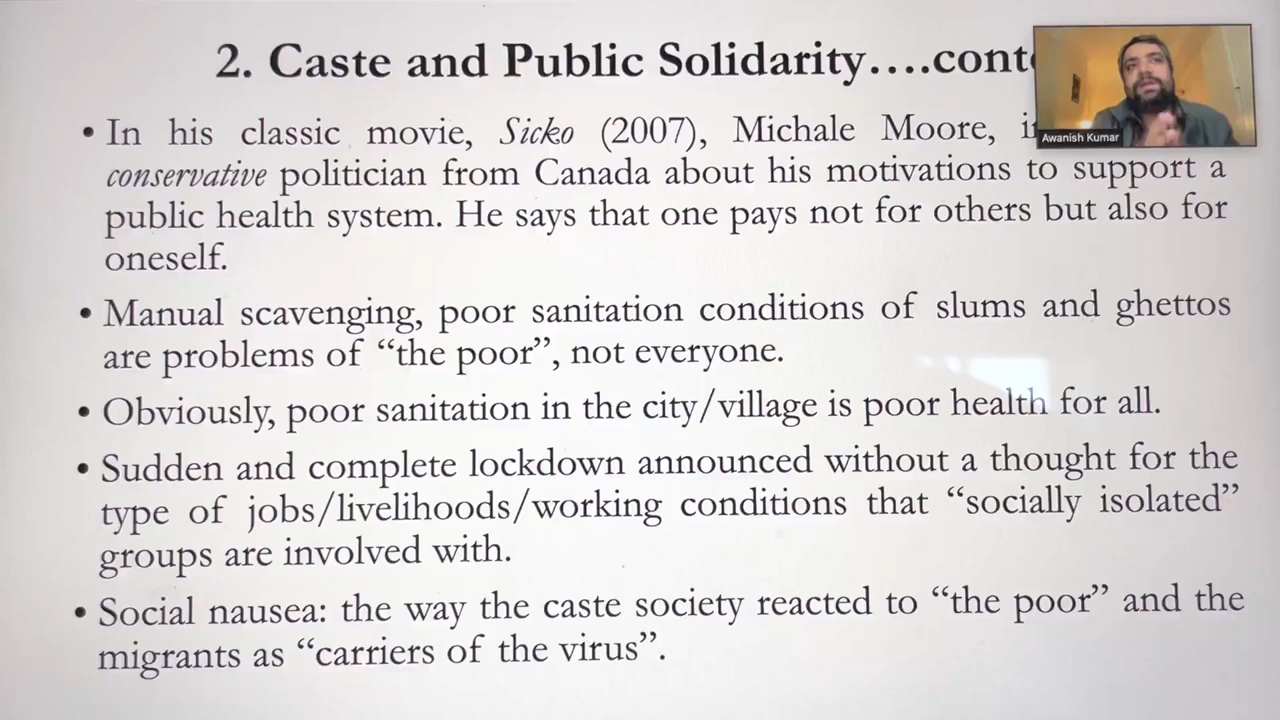 2. Caste and Public Solidarity….cont
In his classic movie, Sicko (2007), Michale Moore,
conservative politician from Canada about his motivations to support a
public health system. He says that one pays not for others but also for
oneself.
Awanish Kumar
• Manual scavenging, poor sanitation conditions of slums and ghettos
are problems of “the poor”, not everyone.
• Obviously, poor sanitation in the city/village is poor health for all.
• Sudden and complete lockdown announced without a thought for the
type of jobs/livelihoods/working conditions that “socially isolated”
groups are involved with.
• Social nausea: the way the caste society reacted to “the poor” and the
migrants as “carriers of the virus”.